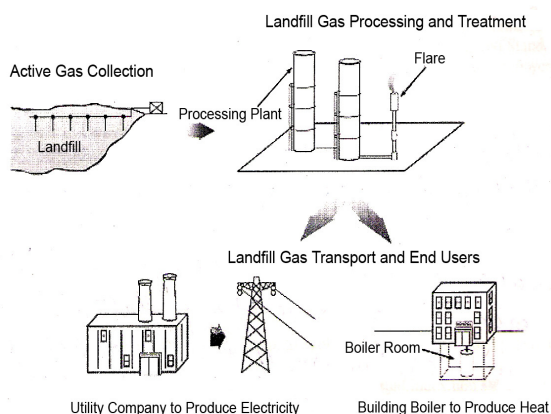 Landfill Gas Processing and Treatment
Active Gas Collection
Flare
Processing Plant
Landfill
Landfill Gas Transport and End Users
Boiler Room
Utility Company to Produce Electricity
Building Boiler to Produce Heat